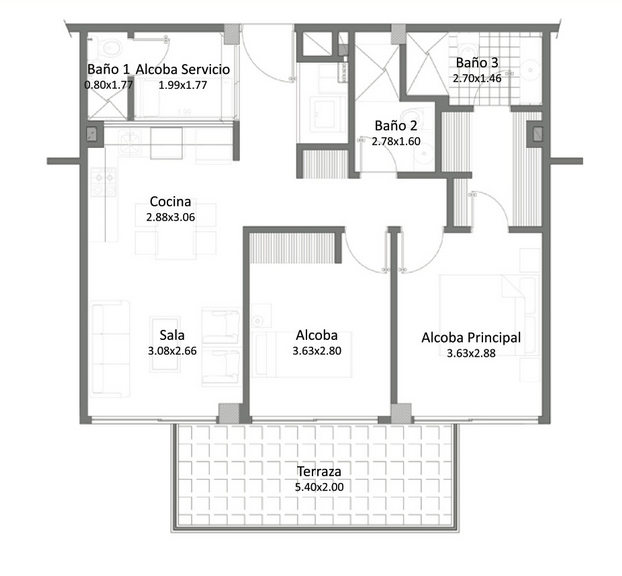 Baño 1
0.80x1.77
Alcoba Servicio
1.99x1.77
Baño 3
2.70x1.46
Baño 2
2.78x1.60
Cocina
2.88x3.06
Sala
3.08x2.66
Alcoba
3.63x2.80
Alcoba Principal
3.63x2.88
Terraza
5.40x2.00